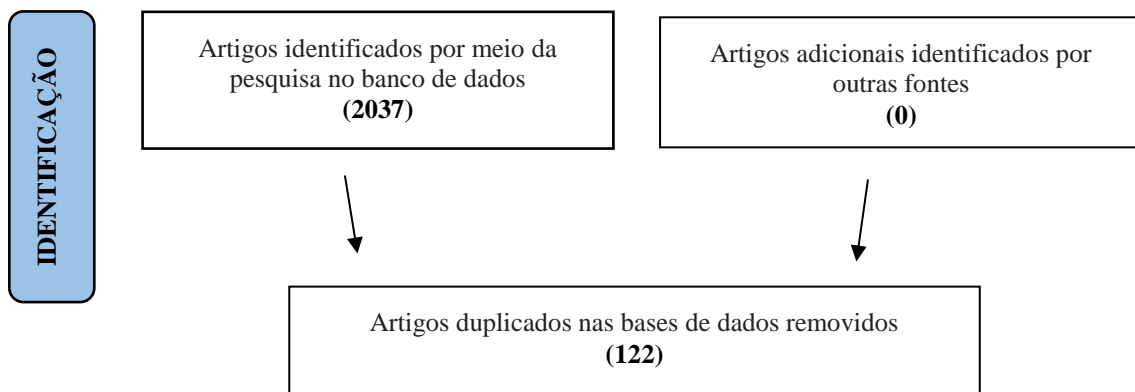 IDENTIFICAÇÃO
Artigos identificados por meio da
pesquisa no banco de dados
(2037)
Artigos adicionais identificados por
outras fontes
(0)
Artigos duplicados nas bases de dados removidos
(122)